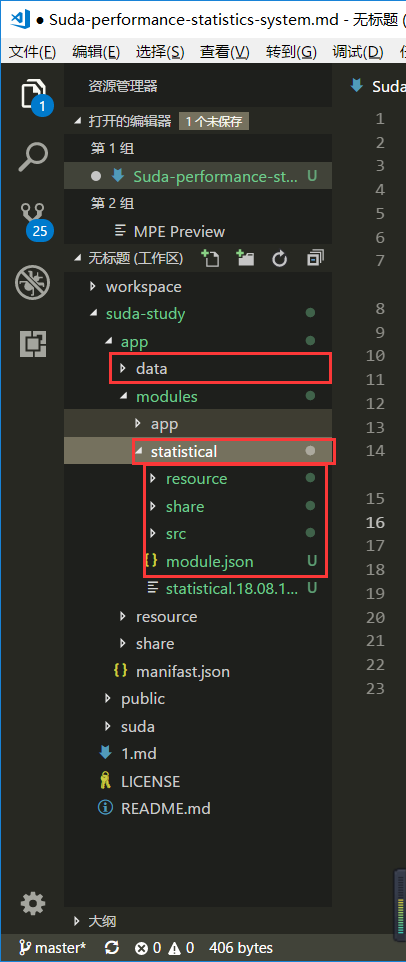 ● Suda-performance-statistics-system.md - 无标题 (工作区)
文件(F) 编辑(E) 选择(S) 查看(V) 转到(G) 调试(D)
资源管理器
Suda
打开的编辑器 1 个未保存
第 1 组
Suda-performance-st... U
第 2 组
MPE Preview
无标题 (工作区)
workspace
suda-study
app
data
modules
app
statistical
resource
share
src
{} module.json U
statistical.18.08.1... U
resource
share
{} manifast.json
public
suda
1.md
LICENSE
README.md
大纲
1
25
1
2
3
4
5
6
7
8
9
10
11
12
13
14
15
16
17
18
19
20
21
22
23
master* 0 0 406 bytes